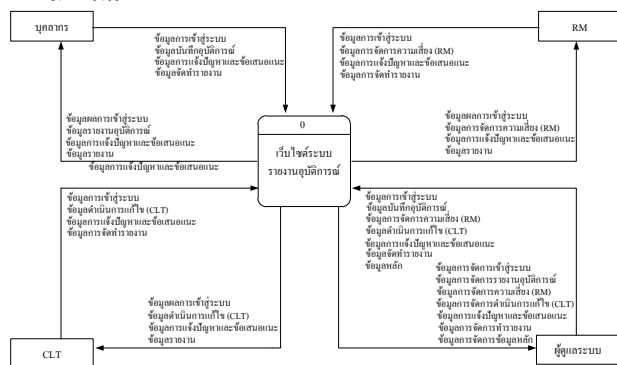 บุคลากร
ข้อมูลการเข้าสู่ระบบ
ข้อมูลบันทึกอุบัติการณ์
ข้อมูลการแจ้งปัญหาและข้อเสนอแนะ
ข้อมูลจัดทำรายงาน
ข้อมูลการเข้าสู่ระบบ
ข้อมูลการจัดการความเสี่ยง (RM)
ข้อมูลการแจ้งปัญหาและข้อเสนอแนะ
ข้อมูลการจัดทำรายงาน
RM
ข้อมูลผลการเข้าสู่ระบบ
ข้อมูลรายงานอุบัติการณ์
ข้อมูลการแจ้งปัญหาและข้อเสนอแนะ
ข้อมูลรายงาน
ข้อมูลการแจ้งปัญหาและข้อเสนอแนะ
0
เว็บไซต์ระบบ
รายงานอุบัติการณ์
ข้อมูลผลการเข้าสู่ระบบ
ข้อมูลการจัดการความเสี่ยง (RM)
ข้อมูลการแจ้งปัญหาและข้อเสนอแนะ
ข้อมูลรายงาน
ข้อมูลการเข้าสู่ระบบ
ข้อมูลดำเนินการแก้ไข (CLT)
ข้อมูลการแจ้งปัญหาและข้อเสนอแนะ
ข้อมูลการจัดทำรายงาน
ข้อมูลการเข้าสู่ระบบ
ข้อมูลบันทึกอุบัติการณ์
ข้อมูลการจัดการความเสี่ยง (RM)
ข้อมูลดำเนินการแก้ไข (CLT)
ข้อมูลการแจ้งปัญหาและข้อเสนอแนะ
ข้อมูลจัดทำรายงาน
ข้อมูลหลัก
ข้อมูลผลการเข้าสู่ระบบ
ข้อมูลดำเนินการแก้ไข (CLT)
ข้อมูลการแจ้งปัญหาและข้อเสนอแนะ
ข้อมูลรายงาน
CLT
ข้อมูลการจัดการเข้าสู่ระบบ
ข้อมูลการจัดการรายงานอุบัติการณ์
ข้อมูลการจัดการความเสี่ยง (RM)
ข้อมูลการจัดการดำเนินการแก้ไข (CLT)
ข้อมูลการแจ้งปัญหาและข้อเสนอแนะ
ข้อมูลการจัดการทำรายงาน
ข้อมูลการจัดการข้อมูลหลัก
ผู้ดูแลระบบ